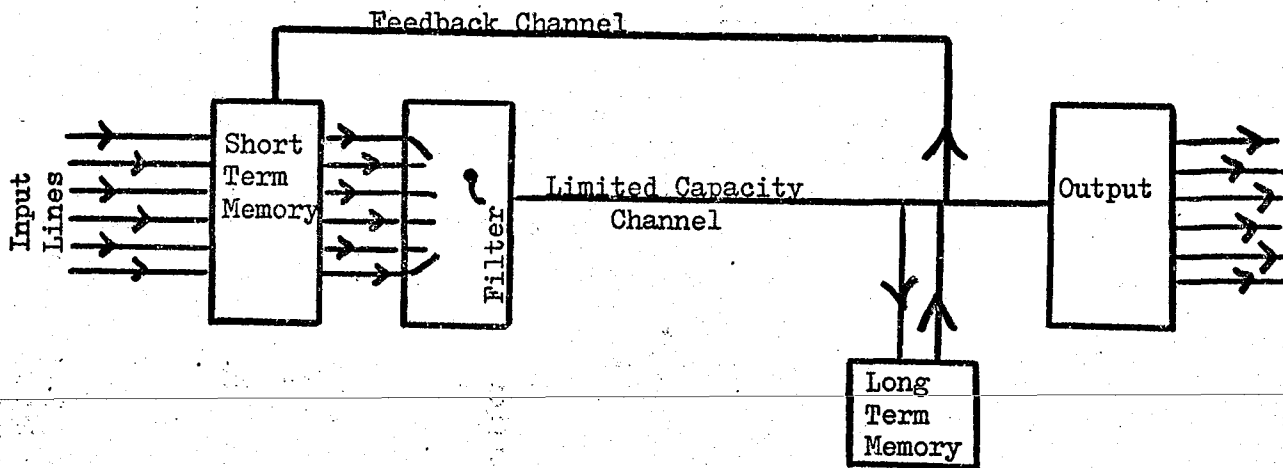 Feedback Channel
Input
Lines
Short
Term
Memory
Filter
Limited Capacity
Channel
Output
Long
Term
Memory